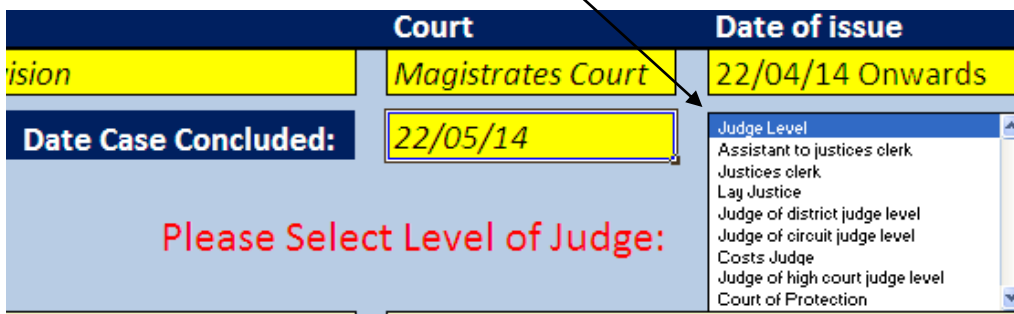 Court Date of issue
ision Magistrates Court 22/04/14 Onwards
Date Case Concluded: 22/05/14
Please Select Level of Judge:
Judge Level
Assistant to justices clerk
Justices clerk
Lay Justice
Judge of district judge level
Judge of circuit judge level
Costs Judge
Judge of high court judge level
Court of Protection